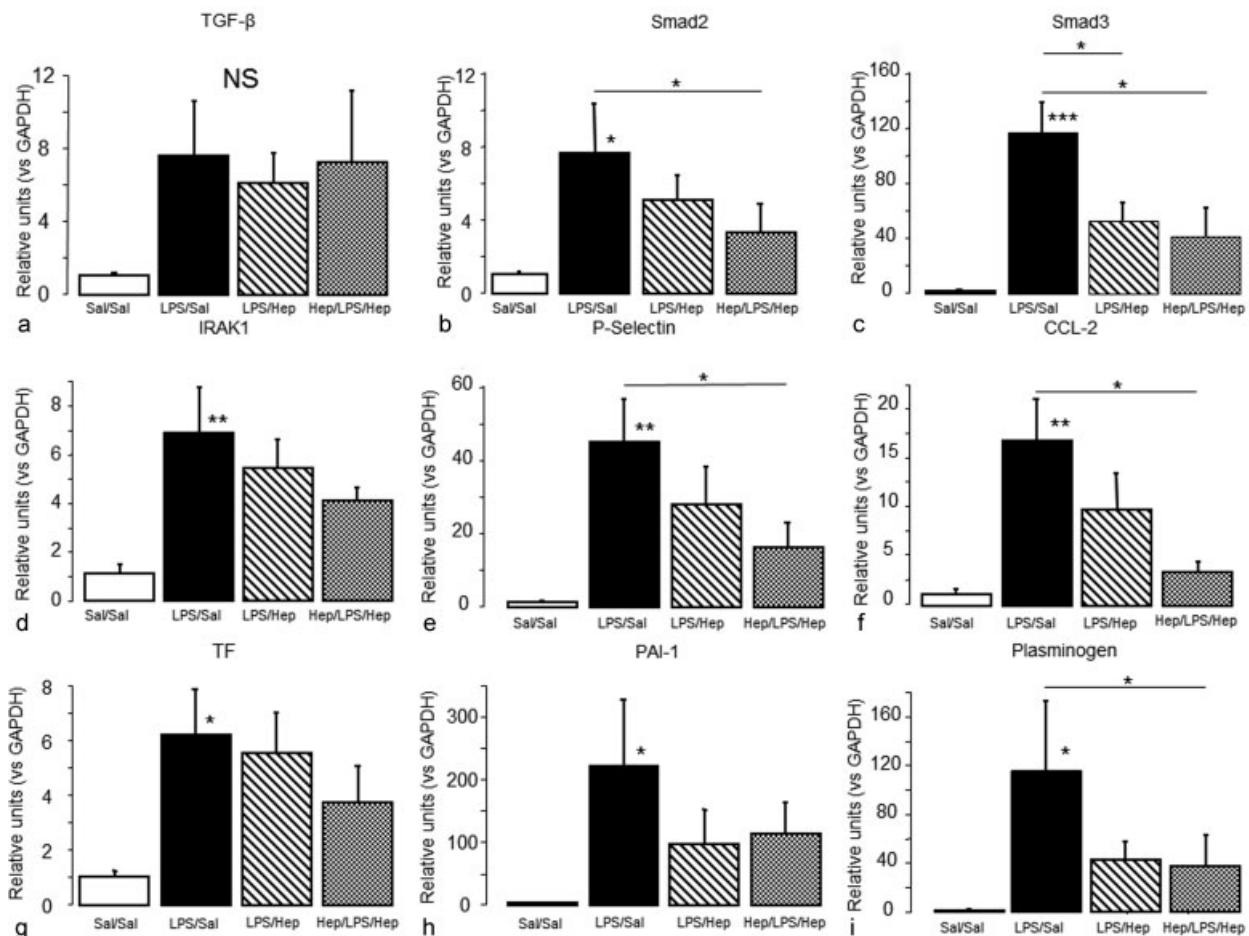 TGF-β
Smad2
Smad3
Relative units (vs GAPDH)
12
8
4
0
NS
Sal/Sal
LPS/Sal
LPS/Hep
Hep/LPS/Hep
a
Relative units (vs GAPDH)
12
8
4
0
*
*
Sal/Sal
LPS/Sal
LPS/Hep
Hep/LPS/Hep
b
Relative units (vs GAPDH)
160
120
80
40
0
*
*
***
Sal/Sal
LPS/Sal
LPS/Hep
Hep/LPS/Hep
c
IRAK1
P-Selectin
CCL-2
Relative units (vs GAPDH)
8
6
4
2
0
**
Sal/Sal
LPS/Sal
LPS/Hep
Hep/LPS/Hep
d
Relative units (vs GAPDH)
60
40
20
0
*
**
Sal/Sal
LPS/Sal
LPS/Hep
Hep/LPS/Hep
e
Relative units (vs GAPDH)
20
15
10
5
0
*
**
Sal/Sal
LPS/Sal
LPS/Hep
Hep/LPS/Hep
f
TF
PAI-1
Plasminogen
Relative units (vs GAPDH)
8
6
4
2
0
*
Sal/Sal
LPS/Sal
LPS/Hep
Hep/LPS/Hep
g
Relative units (vs GAPDH)
300
200
100
0
*
Sal/Sal
LPS/Sal
LPS/Hep
Hep/LPS/Hep
h
Relative units (vs GAPDH)
160
120
80
40
0
*
*
Sal/Sal
LPS/Sal
LPS/Hep
Hep/LPS/Hep
i